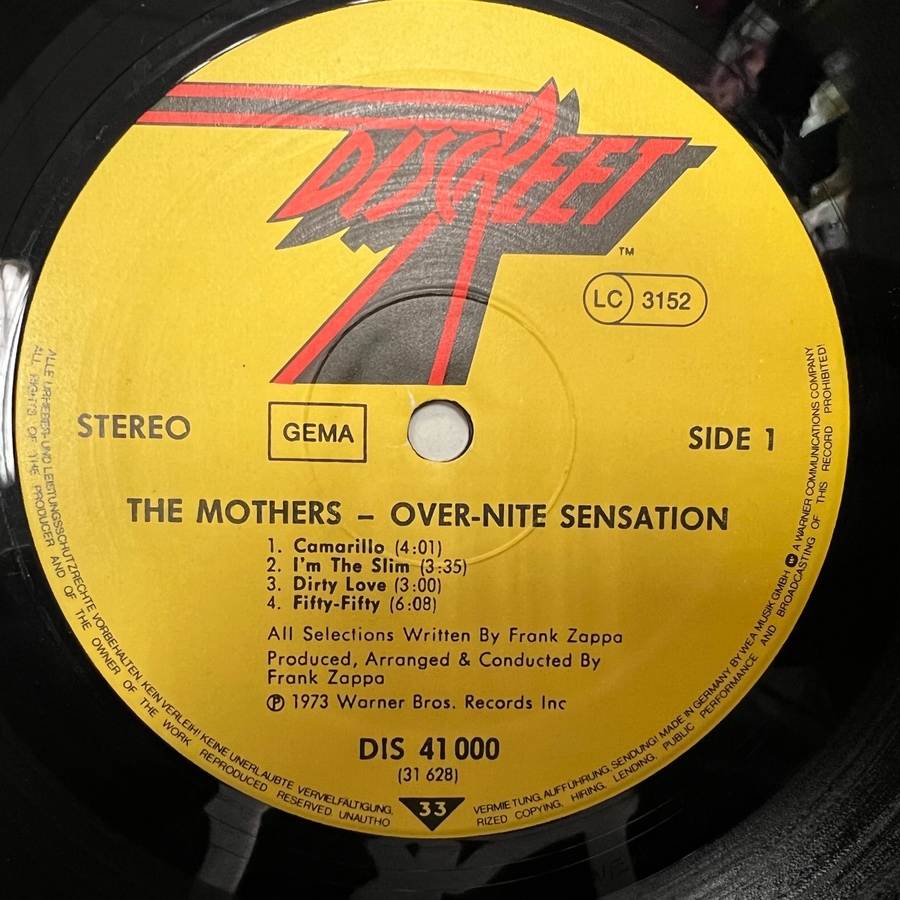 DISCREET
TM
LC 3152
STEREO
GEMA
SIDE 1
THE MOTHERS – OVER-NITE SENSATION
1. Camarillo (4:01)
2. I'm The Slim (3:35)
3. Dirty Love (3:00)
4. Fifty-Fifty (6:08)
All Selections Written By Frank Zappa
Produced, Arranged & Conducted By
Frank Zappa
Ⓟ 1973 Warner Bros. Records Inc
DIS 41 000
(31 628)
33
ALLE URHEBER- UND LEISTUNGSSCHUTZRECHTE VORBEHALTEN. KEIN VERLEIH! KEINE UNERLAUBTE VERVIELFÄLTIGUNG, VERMIETUNG, AUFFÜHRUNG, SENDUNG! MADE IN GERMANY BY WEA MUSIK GMBH A WARNER COMMUNICATIONS COMPANY
ALL RIGHTS OF THE PRODUCER AND OF THE OWNER OF THE WORK REPRODUCED RESERVED. UNAUTHORIZED COPYING, HIRING, LENDING, PUBLIC PERFORMANCE AND BROADCASTING OF THIS RECORD PROHIBITED!